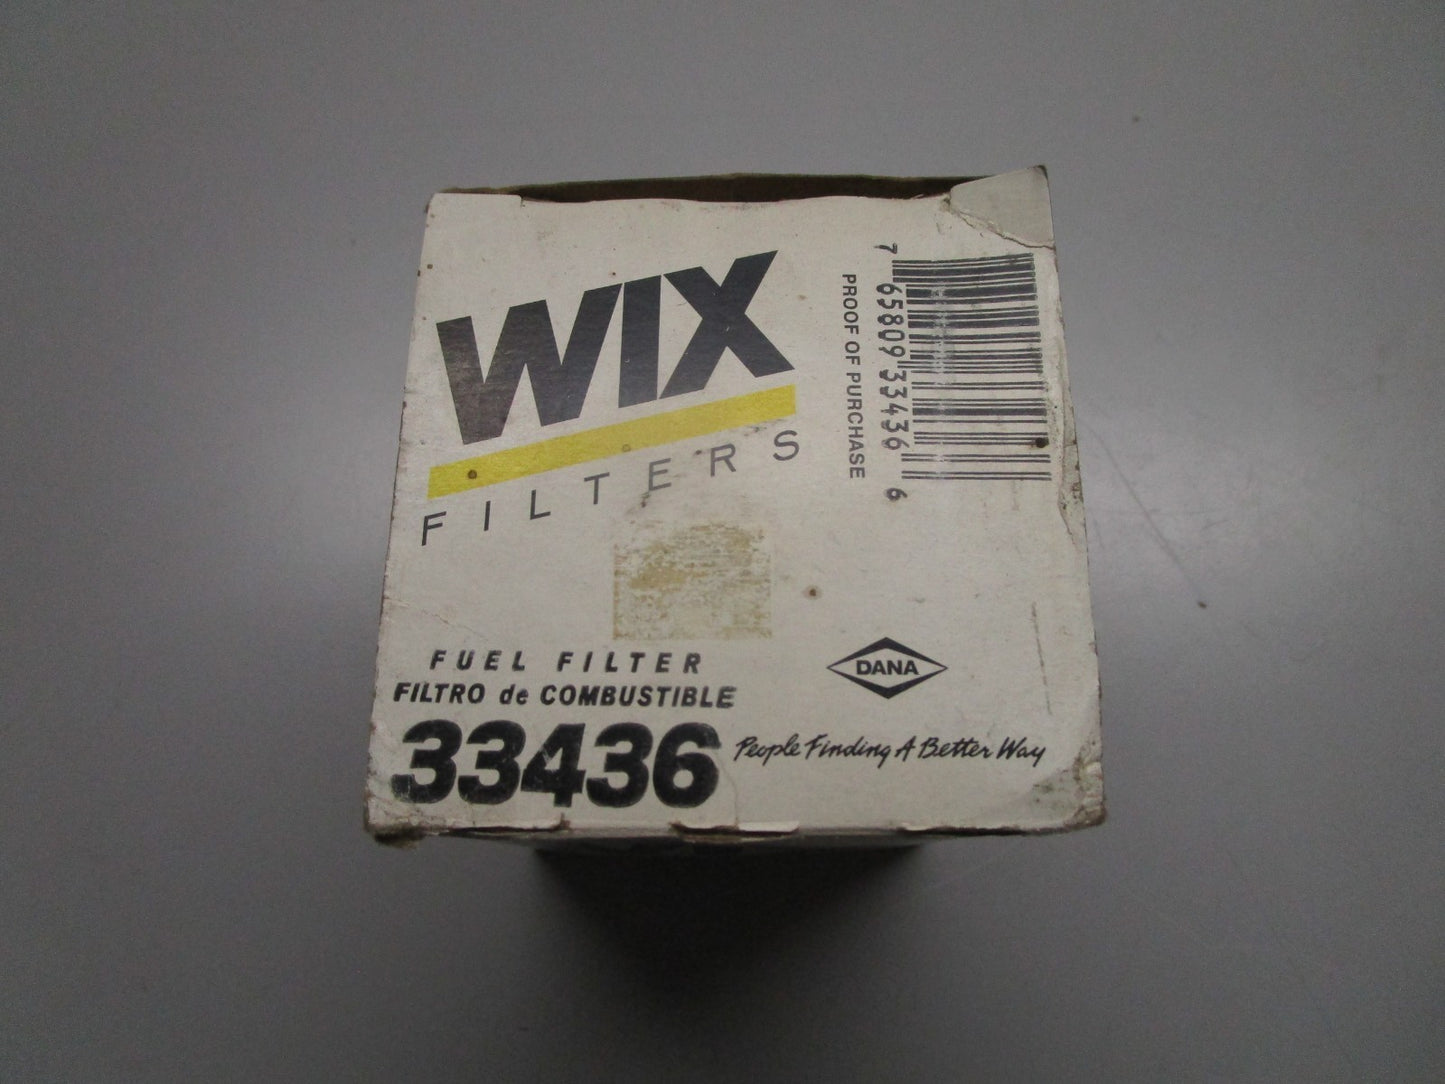 WIX
FILTERS
PROOF OF PURCHASE
7 65809 33436 6
FUEL FILTER
FILTRO de COMBUSTIBLE
33436
DANA
People Finding A Better Way